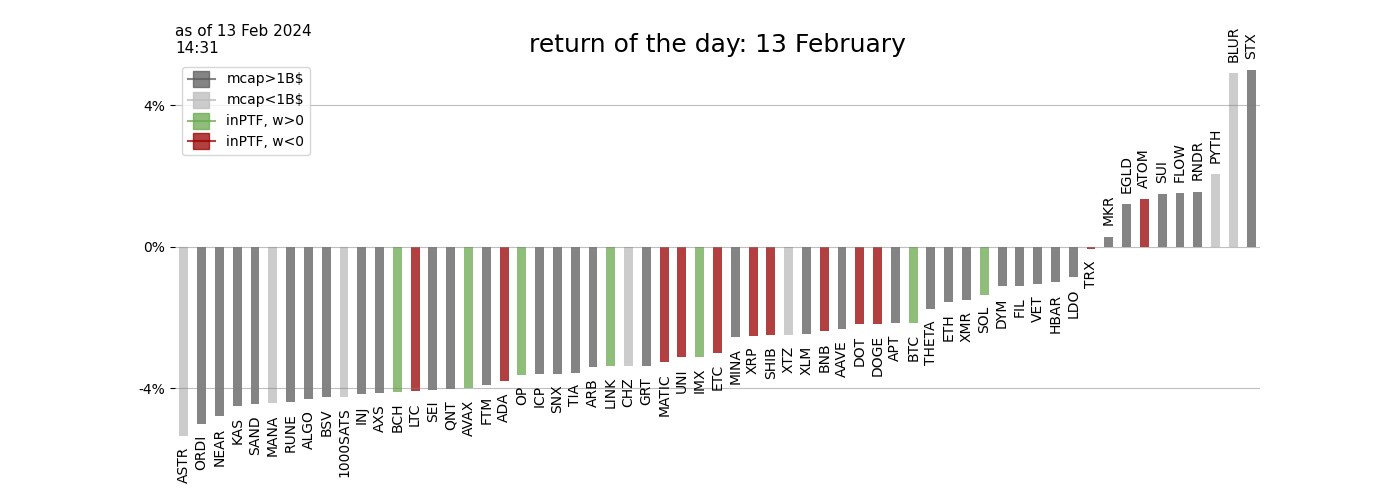 as of 13 Feb 2024
14:31
return of the day: 13 February
mcap>1B$
mcap<1B$
inPTF, w>0
inPTF, w<0
4%
0%
-4%
ASTR
ORDI
NEAR
KAS
SAND
MANA
RUNE
ALGO
BSV
1000SATS
INJ
AXS
BCH
LTC
SEI
QNT
AVAX
FTM
ADA
OP
ICP
SNX
TIA
ARB
LINK
CHZ
GRT
MATIC
UNI
IMX
ETC
MINA
XRP
SHIB
XTZ
XLM
BNB
AAVE
DOT
DOGE
APT
BTC
THETA
ETH
XMR
SOL
DYM
FIL
VET
HBAR
LDO
TRX
MKR
EGLD
ATOM
SUI
FLOW
RNDR
PYTH
BLUR
STX